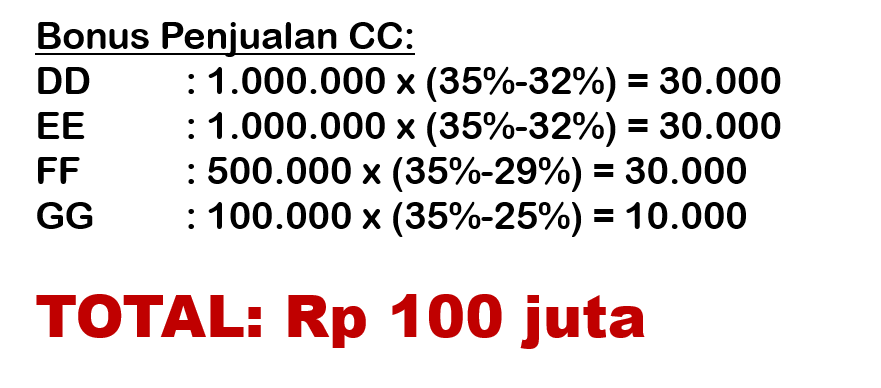 Bonus Penjualan CC:
DD : 1.000.000 x (35%-32%) = 30.000
EE : 1.000.000 x (35%-32%) = 30.000
FF : 500.000 x (35%-29%) = 30.000
GG : 100.000 x (35%-25%) = 10.000
TOTAL: Rp 100 juta